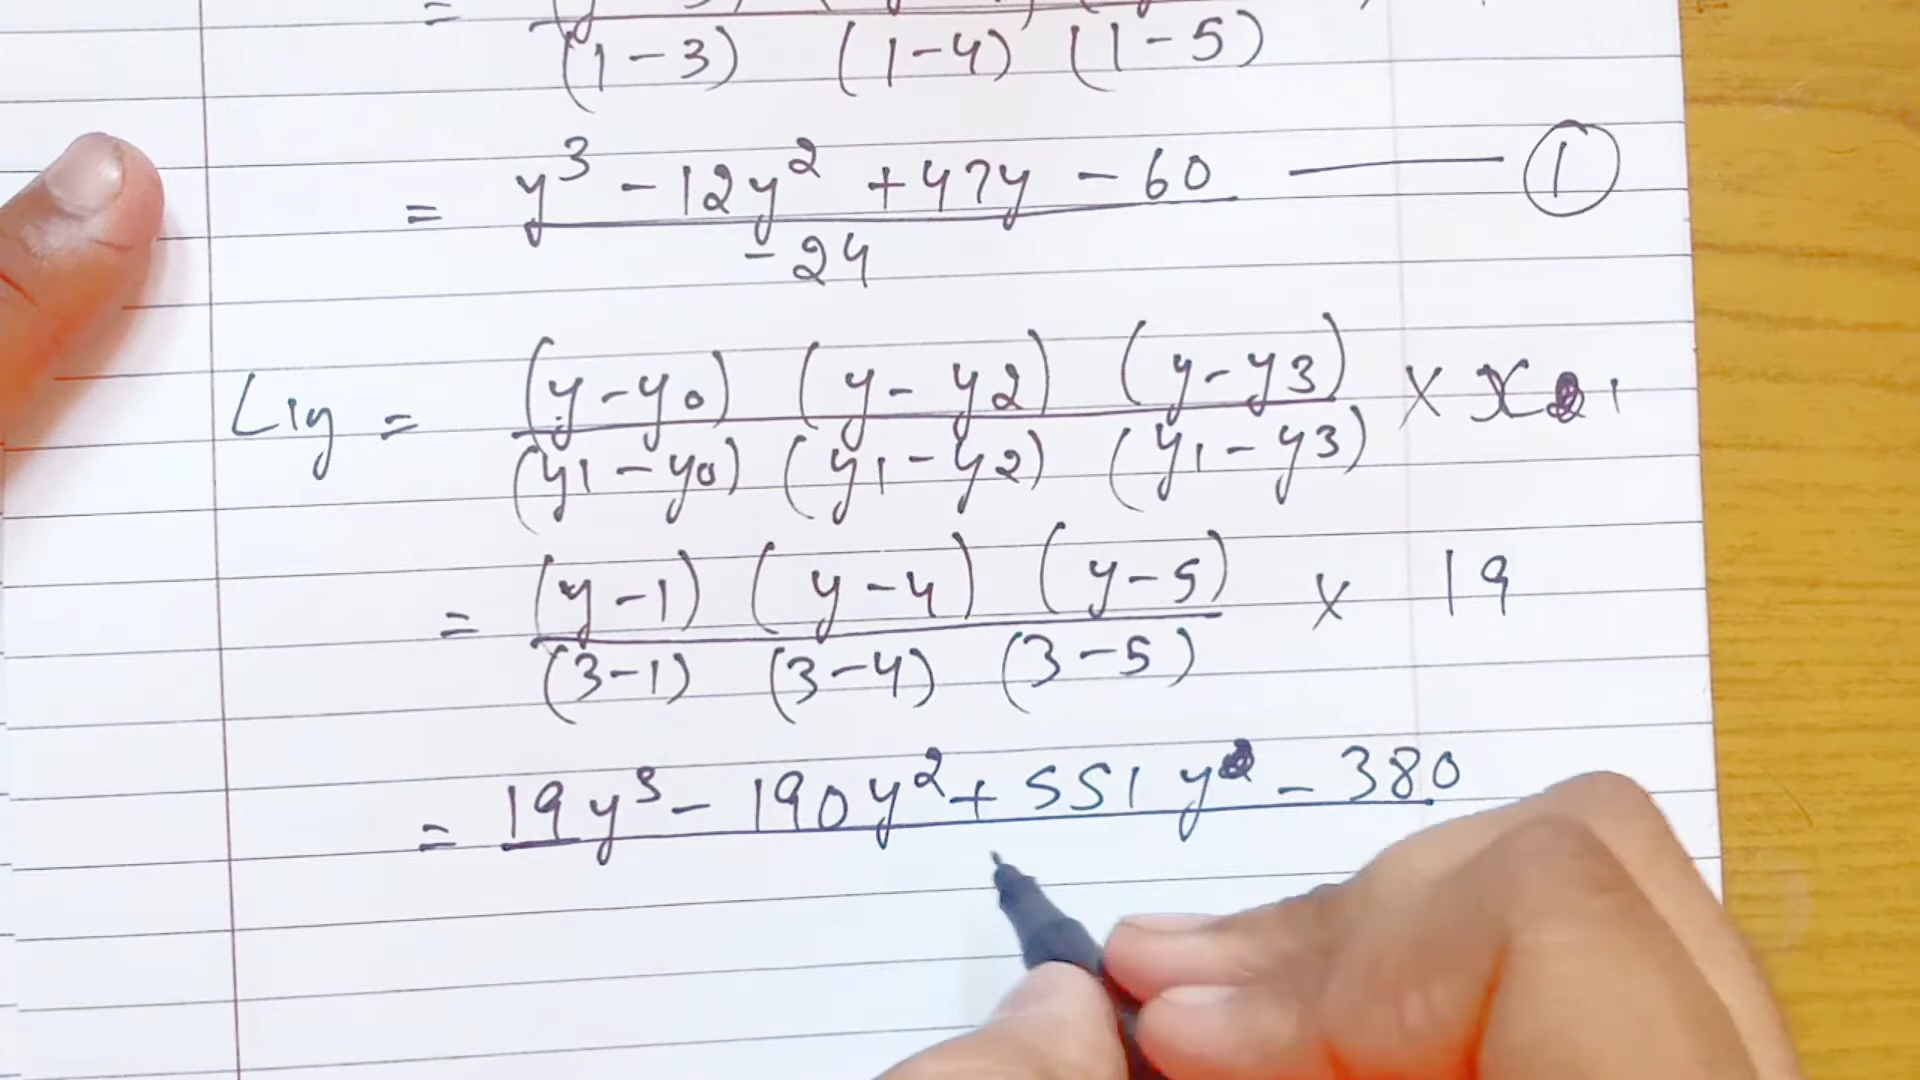 =
(1-3) (1-4) (1-5)
= y³ - 12y² + 47y - 60 —— ①
-24
L1y = (y-y0) (y-y2) (y-y3) × x1
(y1-y0) (y1-y2) (y1-y3)
= (y-1) (y-4) (y-5) × 19
(3-1) (3-4) (3-5)
= 19y³ - 190y² + 551y - 380